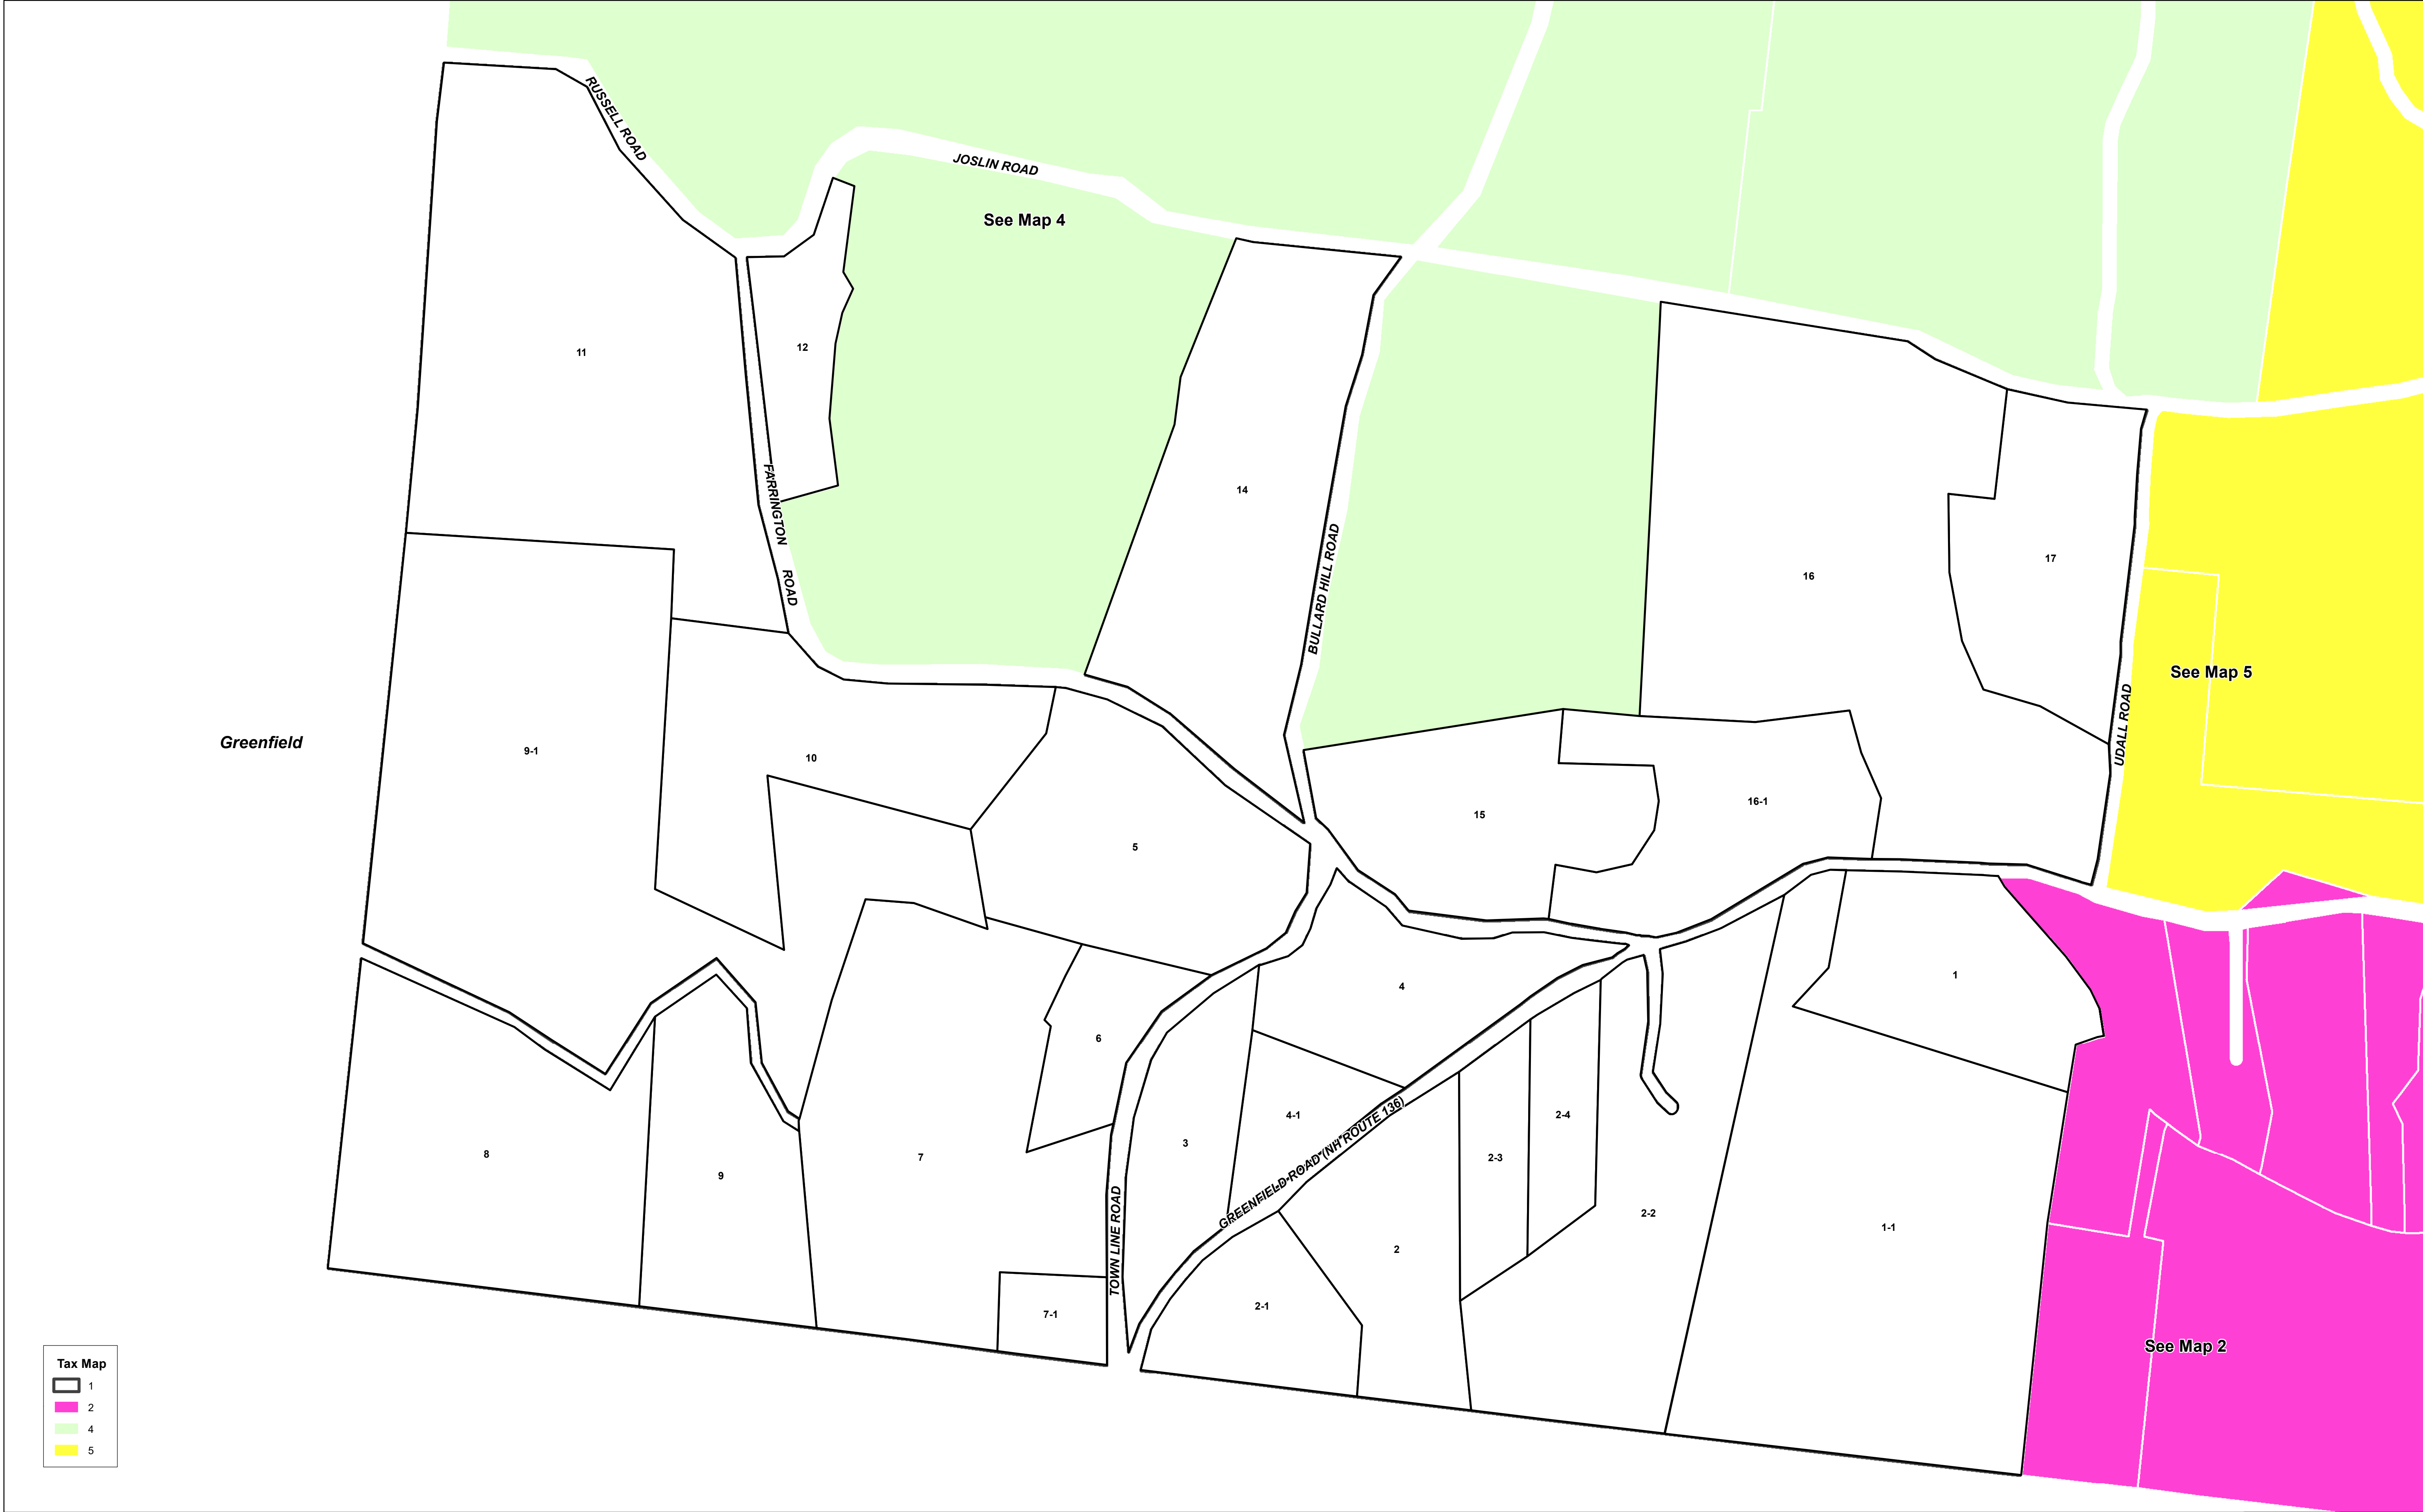 RUSSELL ROAD
JOSLIN ROAD
See Map 4
11
12
FARRINGTON
ROAD
14
BULLARD HILL ROAD
16
17
See Map 5
UDALL ROAD
Greenfield
9-1
10
5
15
16-1
4
1
6
4-1
2-4
3
8
9
7
2-3
2-2
1-1
GREENFIELD ROAD (NH ROUTE 136)
TOWN LINE ROAD
2
2-1
7-1
See Map 2
Tax Map
1
2
4
5